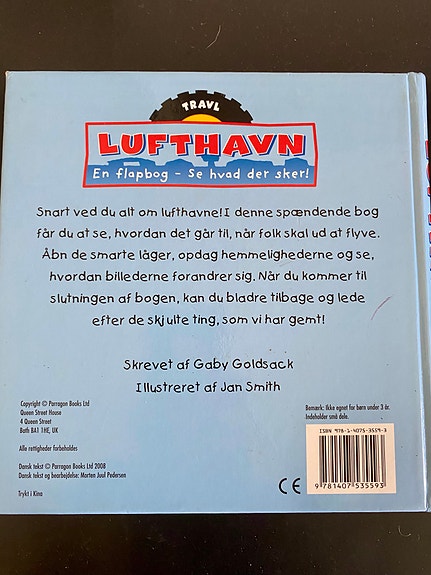 TRAVL
LUFTHAVN
En flapbog – Se hvad der sker!
Snart ved du alt om lufthavne! I denne spændende bog
får du at se, hvordan det går til, når folk skal ud at flyve.
Åbn de smarte låger, opdag hemmelighederne og se,
hvordan billederne forandrer sig. Når du kommer til
slutningen af bogen, kan du bladre tilbage og lede
efter de skjulte ting, som vi har gemt!
Skrevet af Gaby Goldsack
Illustreret af Jan Smith
Copyright © Parragon Books Ltd
Queen Street House
4 Queen Street
Bath BA1 1HE, UK
Alle rettigheder forbeholdes
Dansk tekst © Parragon Books Ltd 2008
Dansk tekst og bearbejdelse: Morten Juul Pedersen
Trykt i Kina
Bemærk: Ikke egnet for børn under 3 år.
Indeholder små dele.
ISBN 978-1-4075-3559-3
9 781407 535593
CE